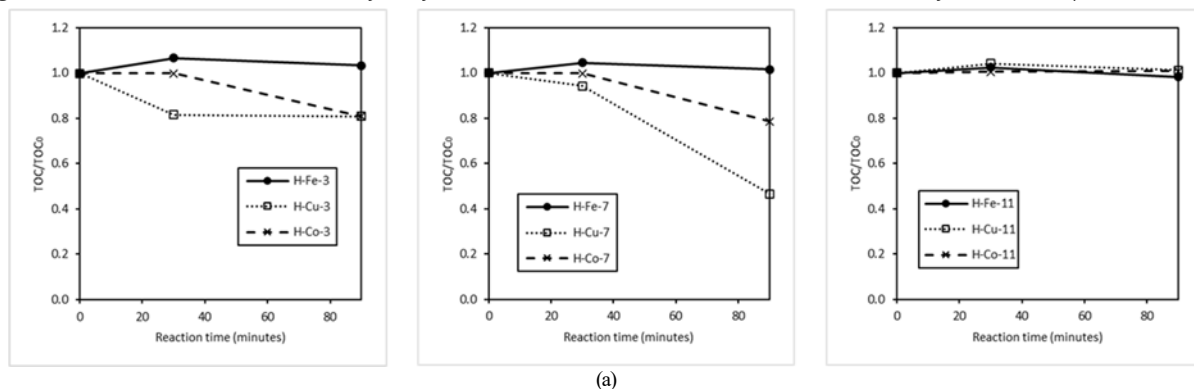 1.2
1.0
0.8
0.6
0.4
0.2
0.0
TOC/TOC₀
H-Fe-3
H-Cu-3
H-Co-3
0 20 40 60 80
Reaction time (minutes)
1.2
1.0
0.8
0.6
0.4
0.2
0.0
TOC/TOC₀
H-Fe-7
H-Cu-7
H-Co-7
0 20 40 60 80
Reaction time (minutes)
1.2
1.0
0.8
0.6
0.4
0.2
0.0
TOC/TOC₀
H-Fe-11
H-Cu-11
H-Co-11
0 20 40 60 80
Reaction time (minutes)
(a)